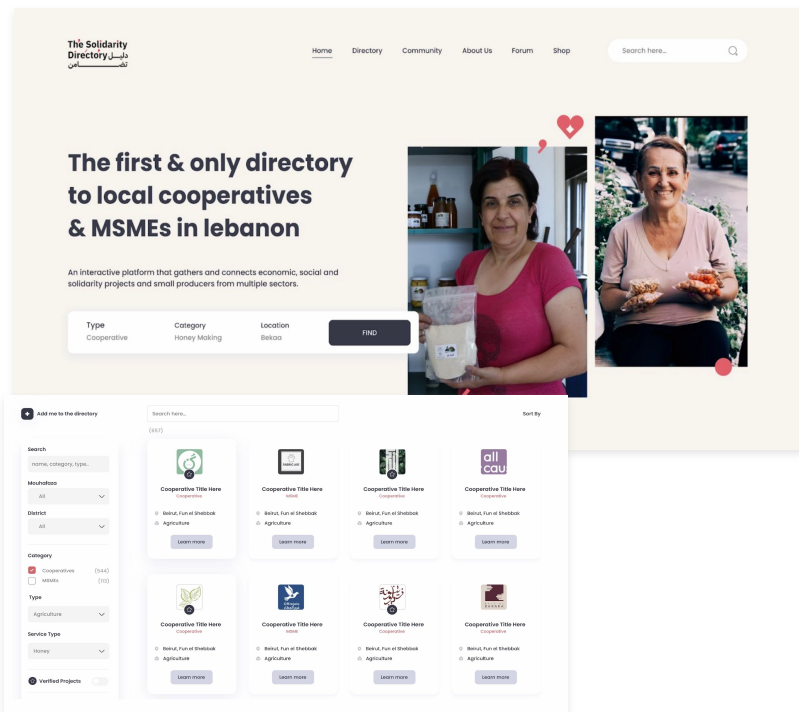 The Solidarity
Directory دليل
تضامن
Home Directory Community About Us Forum Shop
Search here...
The first & only directory
to local cooperatives
& MSMEs in lebanon
An interactive platform that gathers and connects economic, social and
solidarity projects and small producers from multiple sectors.
Type Category Location
Cooperative Honey Making Bekaa
FIND
Add me to the directory
Search here...
Sort By
(657)
Search
name, category, type..
Mouhafaza
All
District
All
Category
Cooperatives (544)
MSMEs (113)
Type
Agriculture
Service Type
Honey
Verified Projects
all
cau
Cooperative Title Here Cooperative Title Here Cooperative Title Here Cooperative Title Here
Cooperative MSME Cooperative Cooperative
Beirut, Fun el Shebbak Beirut, Fun el Shebbak Beirut, Fun el Shebbak Beirut, Fun el Shebbak
Agriculture Agriculture Agriculture Agriculture
Learn more Learn more Learn more Learn more
Cooperative Title Here Cooperative Title Here Cooperative Title Here Cooperative Title Here
Cooperative MSME Cooperative Cooperative
Beirut, Fun el Shebbak Beirut, Fun el Shebbak Beirut, Fun el Shebbak Beirut, Fun el Shebbak
Agriculture Agriculture Agriculture Agriculture
Learn more Learn more Learn more Learn more